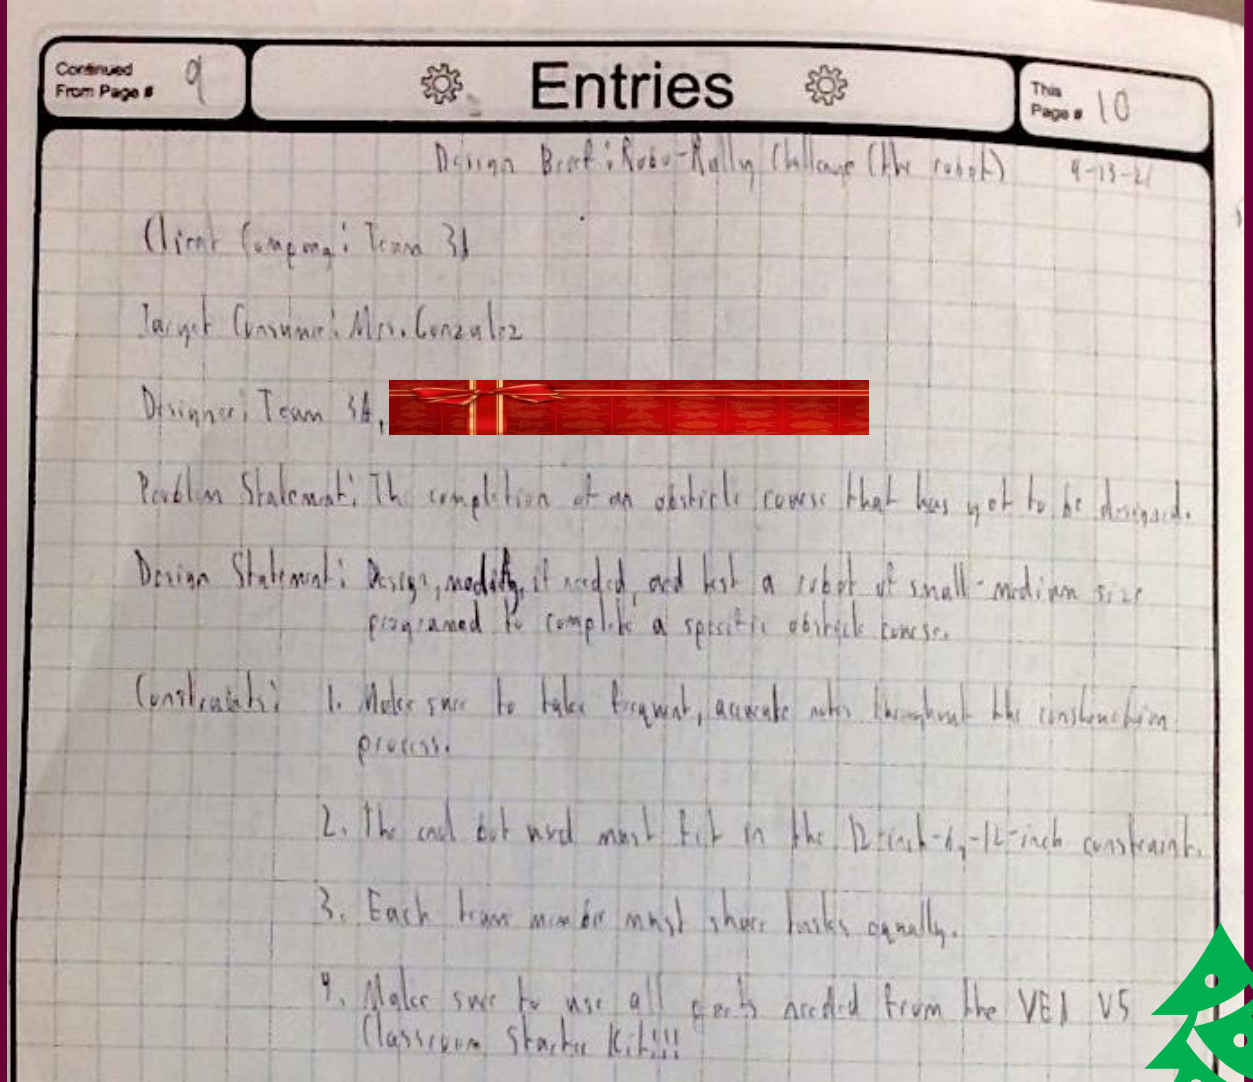 Continued
From Page # 9
Entries
This
Page # 10
Design Brief: Robo-Rally Challenge (the robot) 9-13-21
Client Company: Team 3A
Target Consumer: Mrs. Gonzalez
Designer: Team 3A,
Problem Statement: The completion of an obsticle course that has yet to be designed.
Design Statement: Design, modify, if needed, and test a robot of small-medium size
programed to complete a specific obsticle course.
Constraints: 1. Make sure to take frequent, accurate notes throughout the construction
process.
2. The end bot used must fit in the 12-inch-by-12-inch constraint.
3. Each team member must share tasks equally.
4. Make sure to use all parts needed from the VEX V5
Classroom Starter Kit!!!!